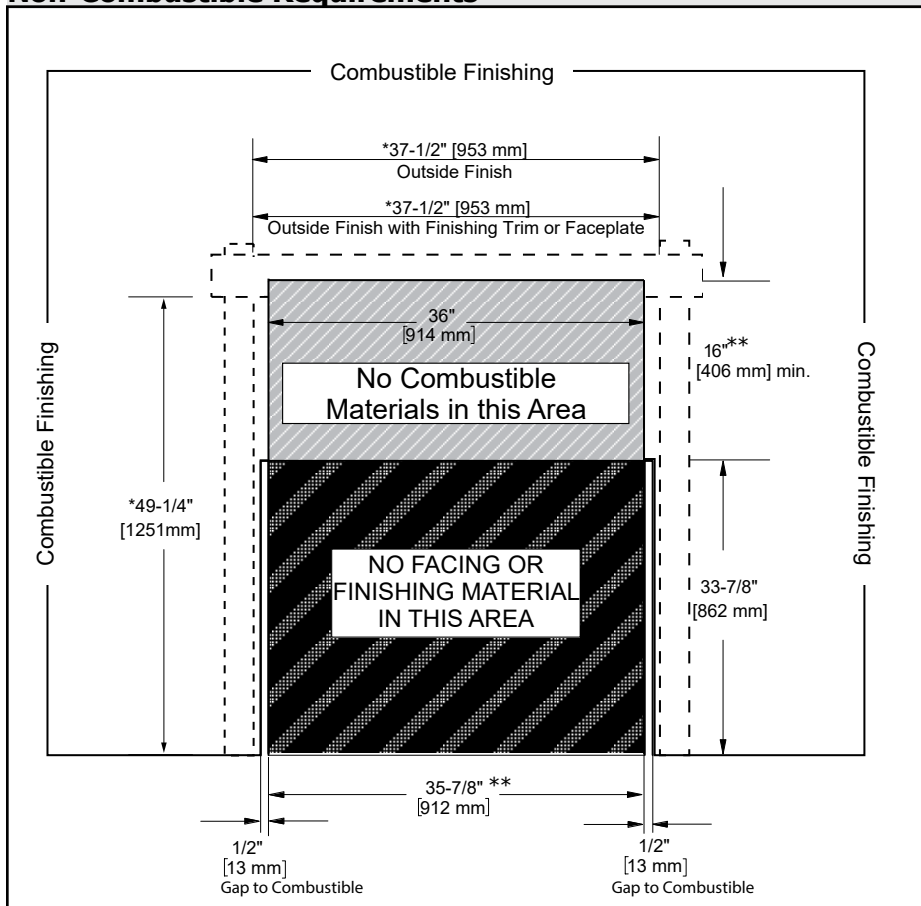 Non-Combustible Requirements
Combustible Finishing
*37-1/2" [953 mm]
Outside Finish
*37-1/2" [953 mm]
Outside Finish with Finishing Trim or Faceplate
36"
[914 mm]
16"**
[406 mm] min.
No Combustible
Materials in this Area
Combustible Finishing
Combustible Finishing
*49-1/4"
[1251mm]
NO FACING OR
FINISHING MATERIAL
IN THIS AREA
33-7/8"
[862 mm]
35-7/8" **
[912 mm]
1/2"
[13 mm]
Gap to Combustible
1/2"
[13 mm]
Gap to Combustible